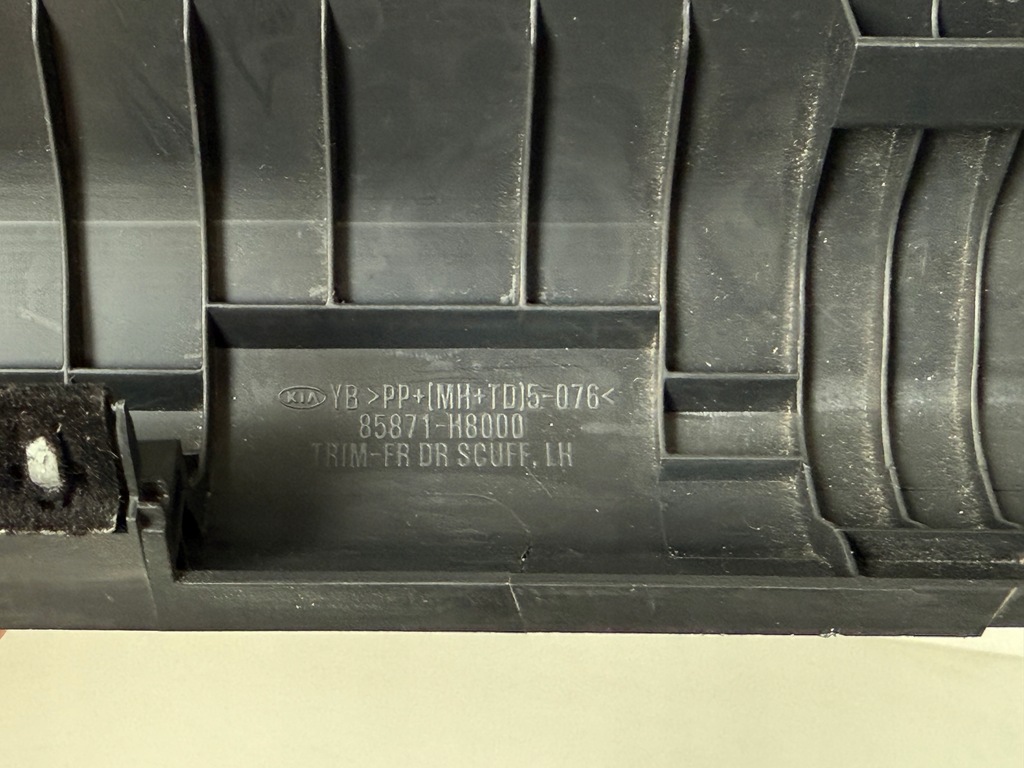 KIA YB >PP+(MH+TD)5-076<
85871-H8000
TRIM-FR DR SCUFF, LH